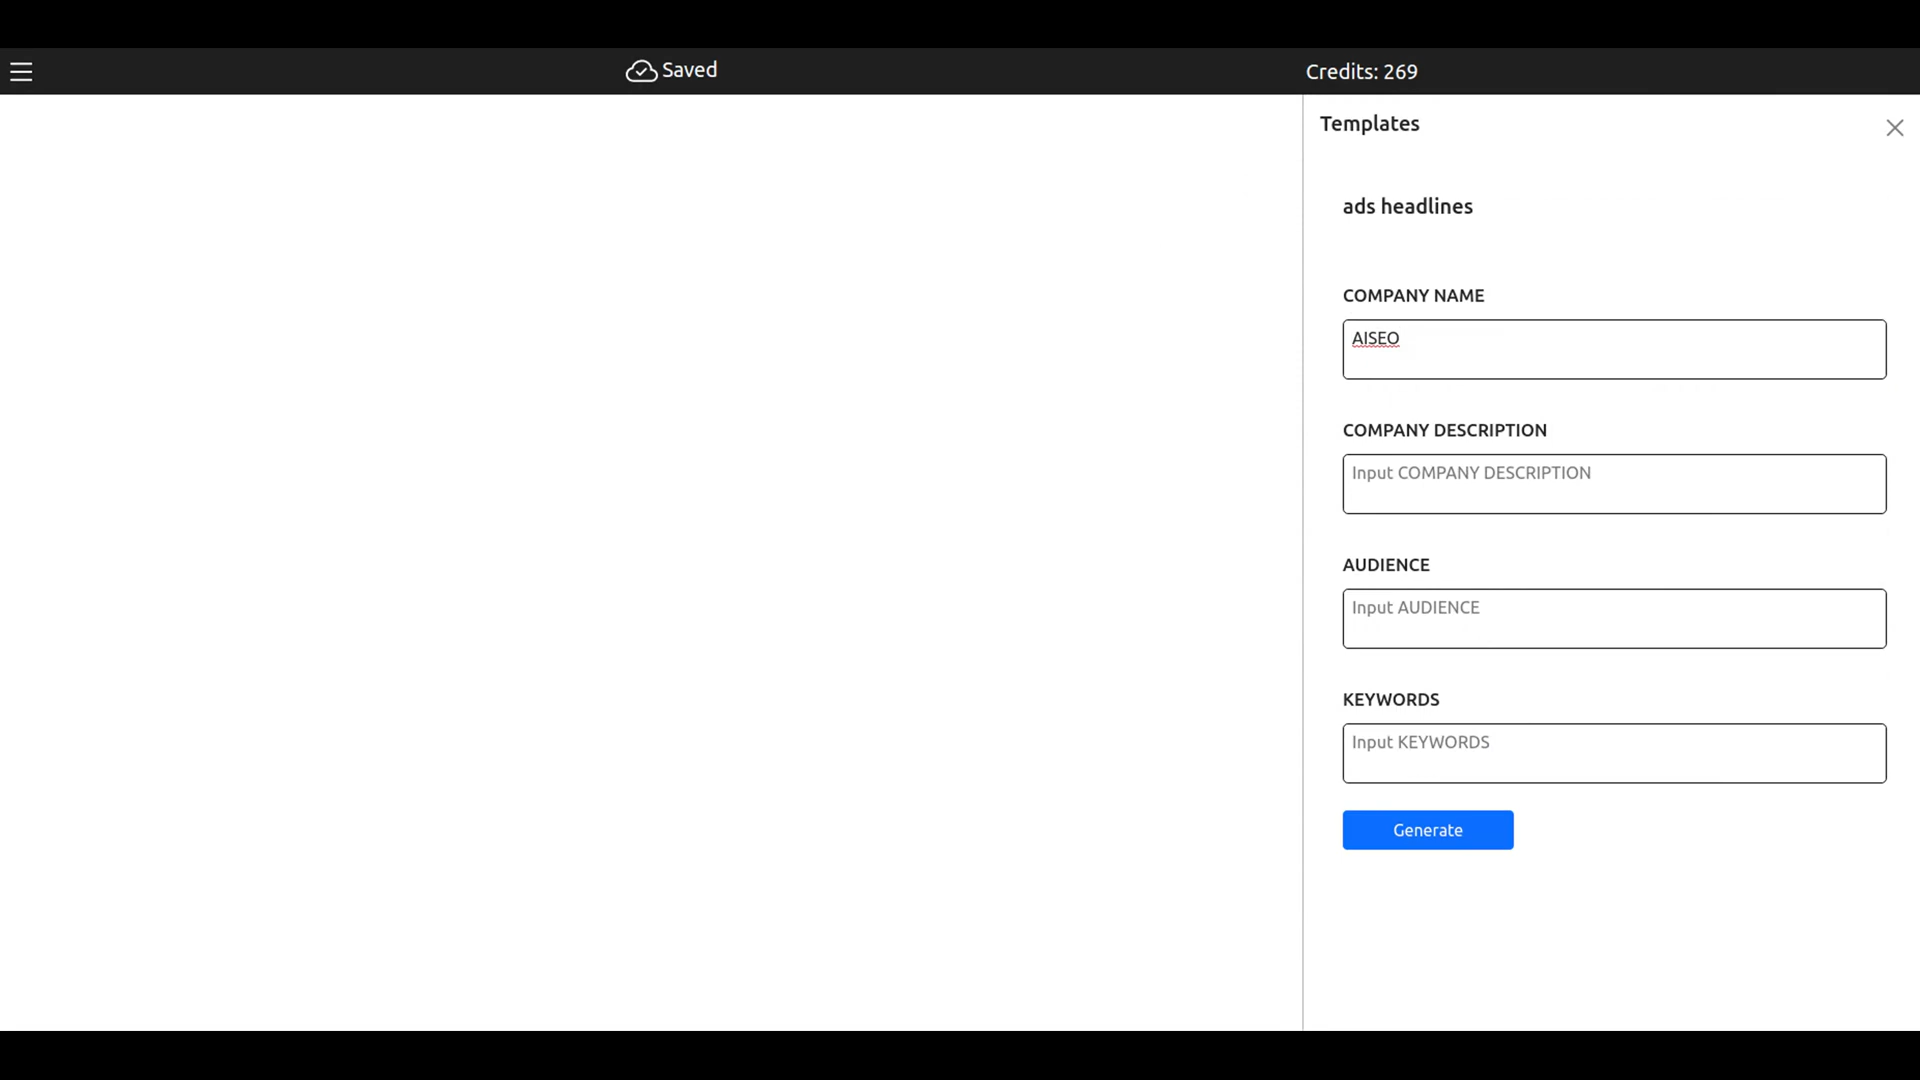 Saved
Credits: 269
Templates
ads headlines
COMPANY NAME
AISEO
COMPANY DESCRIPTION
Input COMPANY DESCRIPTION
AUDIENCE
Input AUDIENCE
KEYWORDS
Input KEYWORDS
Generate